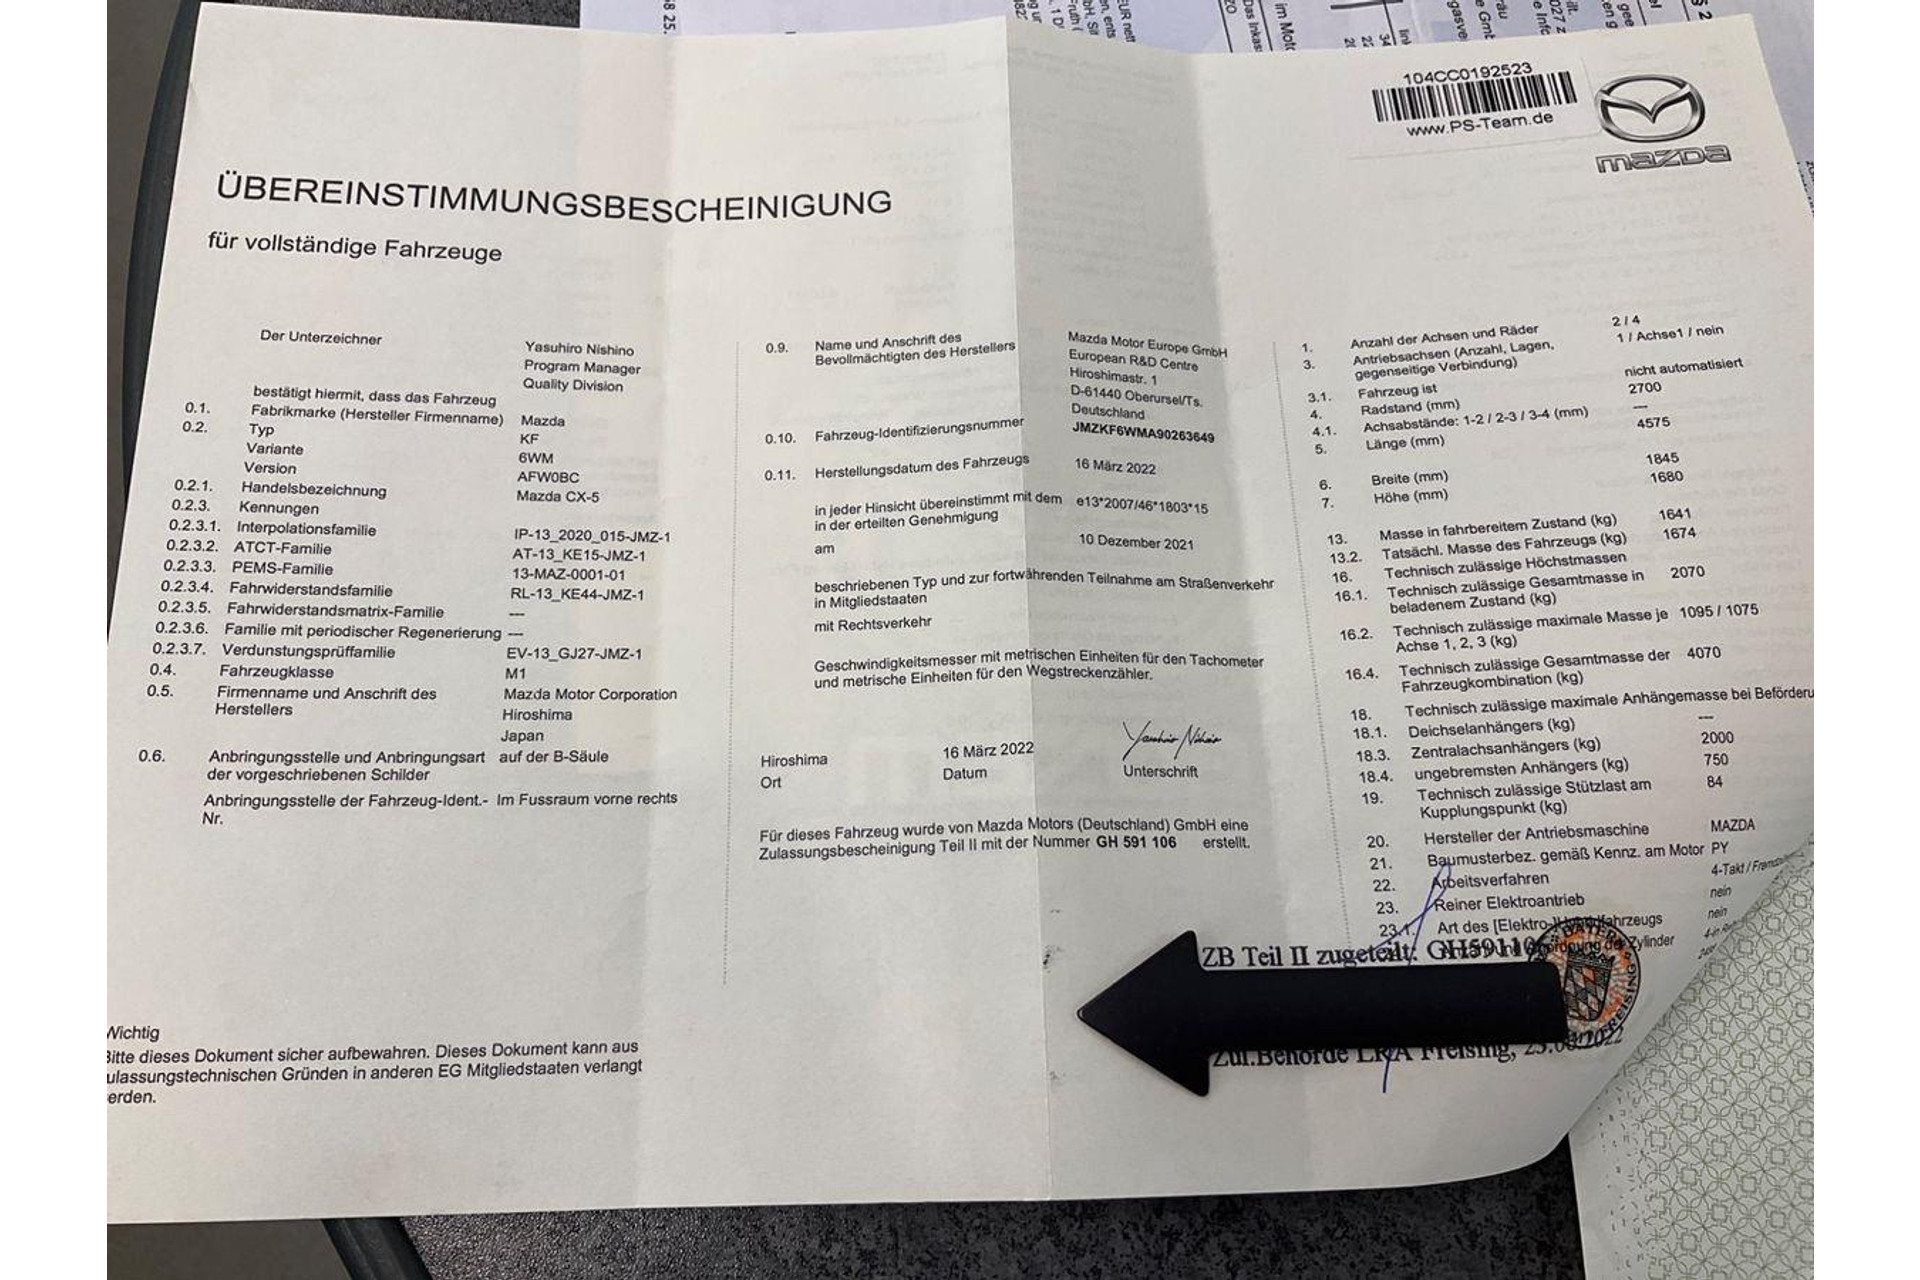 104CC0192523
www.PS-Team.de
mazda
ÜBEREINSTIMMUNGSBESCHEINIGUNG
für vollständige Fahrzeuge
Der Unterzeichner
Yasuhiro Nishino
Program Manager
Quality Division
bestätigt hiermit, dass das Fahrzeug
0.1. Fabrikmarke (Hersteller Firmenname) Mazda
0.2. Typ KF
Variante 6WM
Version AFW0BC
0.2.1. Handelsbezeichnung Mazda CX-5
0.2.3. Kennungen
0.2.3.1. Interpolationsfamilie IP-13_2020_015-JMZ-1
0.2.3.2. ATCT-Familie AT-13_KE15-JMZ-1
0.2.3.3. PEMS-Familie 13-MAZ-0001-01
0.2.3.4. Fahrwiderstandsfamilie RL-13_KE44-JMZ-1
0.2.3.5. Fahrwiderstandsmatrix-Familie ---
0.2.3.6. Familie mit periodischer Regenerierung ---
0.2.3.7. Verdunstungsprüffamilie EV-13_GJ27-JMZ-1
0.4. Fahrzeugklasse M1
0.5. Firmenname und Anschrift des Mazda Motor Corporation
Herstellers Hiroshima
Japan
0.6. Anbringungsstelle und Anbringungsart auf der B-Säule
der vorgeschriebenen Schilder
Anbringungsstelle der Fahrzeug-Ident.- Im Fussraum vorne rechts
Nr.
Wichtig
Bitte dieses Dokument sicher aufbewahren. Dieses Dokument kann aus
ulassungstechnischen Gründen in anderen EG Mitgliedstaaten verlangt
erden.
0.9. Name und Anschrift des Mazda Motor Europe GmbH
Bevollmächtigten des Herstellers European R&D Centre
Hiroshimastr. 1
D-61440 Oberursel/Ts.
Deutschland
0.10. Fahrzeug-Identifizierungsnummer JMZKF6WMA90263649
0.11. Herstellungsdatum des Fahrzeugs 16 März 2022
in jeder Hinsicht übereinstimmt mit dem e13*2007/46*1803*15
in der erteilten Genehmigung
am 10 Dezember 2021
beschriebenen Typ und zur fortwährenden Teilnahme am Straßenverkehr
in Mitgliedstaaten
mit Rechtsverkehr
Geschwindigkeitsmesser mit metrischen Einheiten für den Tachometer
und metrische Einheiten für den Wegstreckenzähler.
Hiroshima 16 März 2022
Ort Datum Unterschrift
Für dieses Fahrzeug wurde von Mazda Motors (Deutschland) GmbH eine
Zulassungsbescheinigung Teil II mit der Nummer GH 591 106 erstellt.
1. Anzahl der Achsen und Räder 2 / 4
3. Antriebsachsen (Anzahl, Lagen, 1 / Achse1 / nein
gegenseitige Verbindung)
3.1. Fahrzeug ist nicht automatisiert
4. Radstand (mm) 2700
4.1. Achsabstände: 1-2 / 2-3 / 3-4 (mm) ---
5. Länge (mm) 4575
6. Breite (mm) 1845
7. Höhe (mm) 1680
13. Masse in fahrbereitem Zustand (kg) 1641
13.2. Tatsächl. Masse des Fahrzeugs (kg) 1674
16. Technisch zulässige Höchstmassen
16.1. Technisch zulässige Gesamtmasse in 2070
beladenem Zustand (kg)
16.2. Technisch zulässige maximale Masse je 1095 / 1075
Achse 1, 2, 3 (kg)
16.4. Technisch zulässige Gesamtmasse der 4070
Fahrzeugkombination (kg)
18. Technisch zulässige maximale Anhängemasse bei Beförderu
18.1. Deichselanhängers (kg) ---
18.3. Zentralachsanhängers (kg) 2000
18.4. ungebremsten Anhängers (kg) 750
19. Technisch zulässige Stützlast am 84
Kupplungspunkt (kg)
20. Hersteller der Antriebsmaschine MAZDA
21. Baumusterbez. gemäß Kennz. am Motor PY
22. Arbeitsverfahren 4-Takt /
23. Reiner Elektroantrieb nein
23.1. Art des [Elektro-]Hybridfahrzeugs nein
Zylinder
ZB Teil II zugeteilt: GH59110
Zul.Behörde LRA Freising,